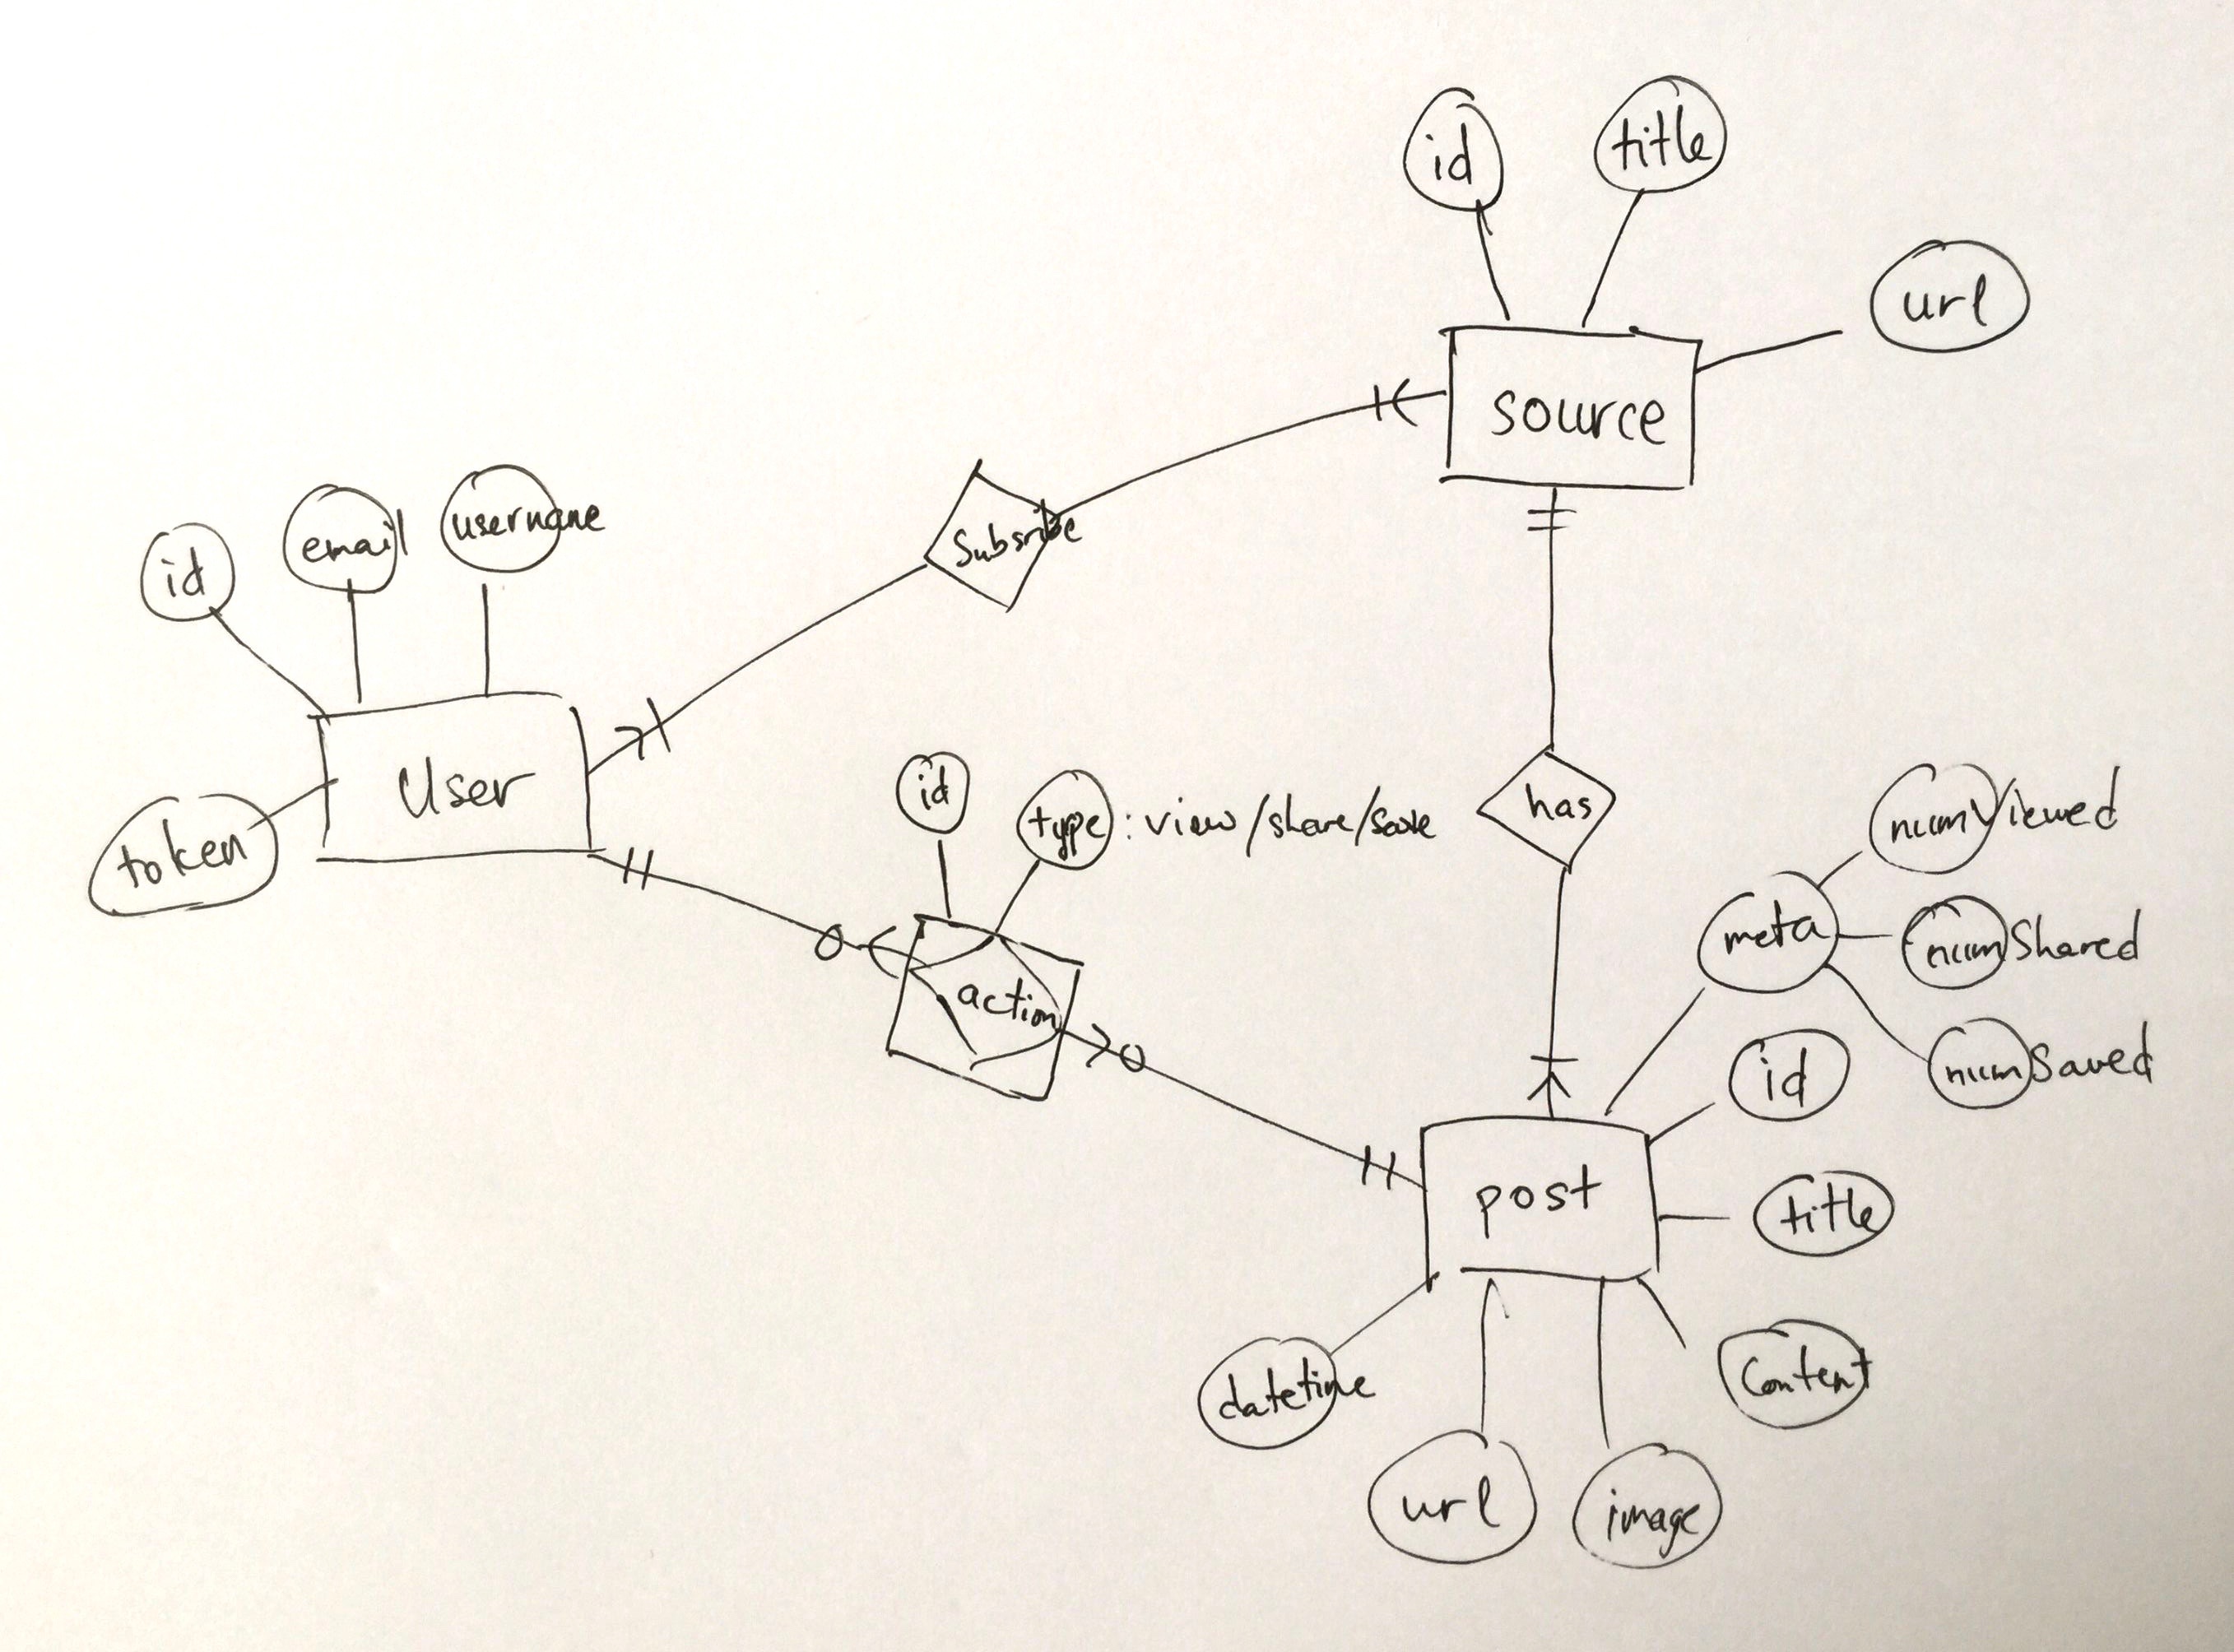 id
title
url
source
id
email
username
Subsribe
User
token
id
type : view/share/save
has
numViewed
meta
numShared
action
numSaved
id
post
title
datetime
Content
url
image